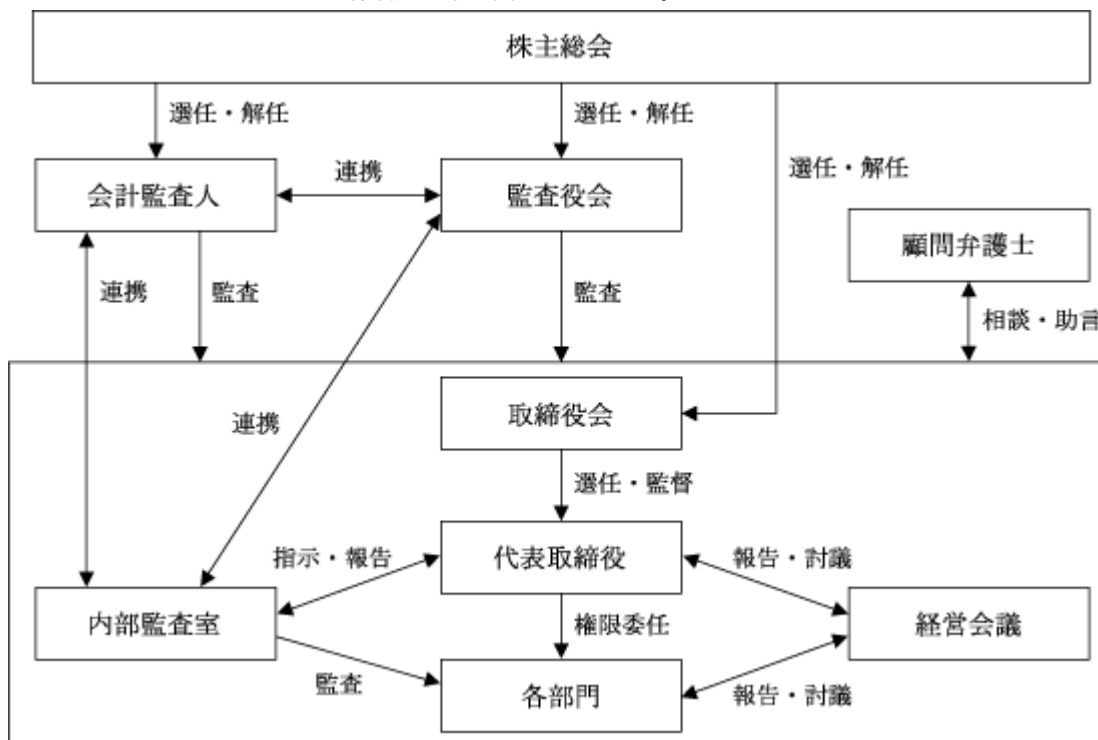 株主総会
選任・解任
選任・解任
選任・解任
会計監査人
連携
監査役会
顧問弁護士
連携
監査
監査
相談・助言
取締役会
連携
選任・監督
代表取締役
指示・報告
報告・討議
内部監査室
権限委任
経営会議
監査
各部門
報告・討議